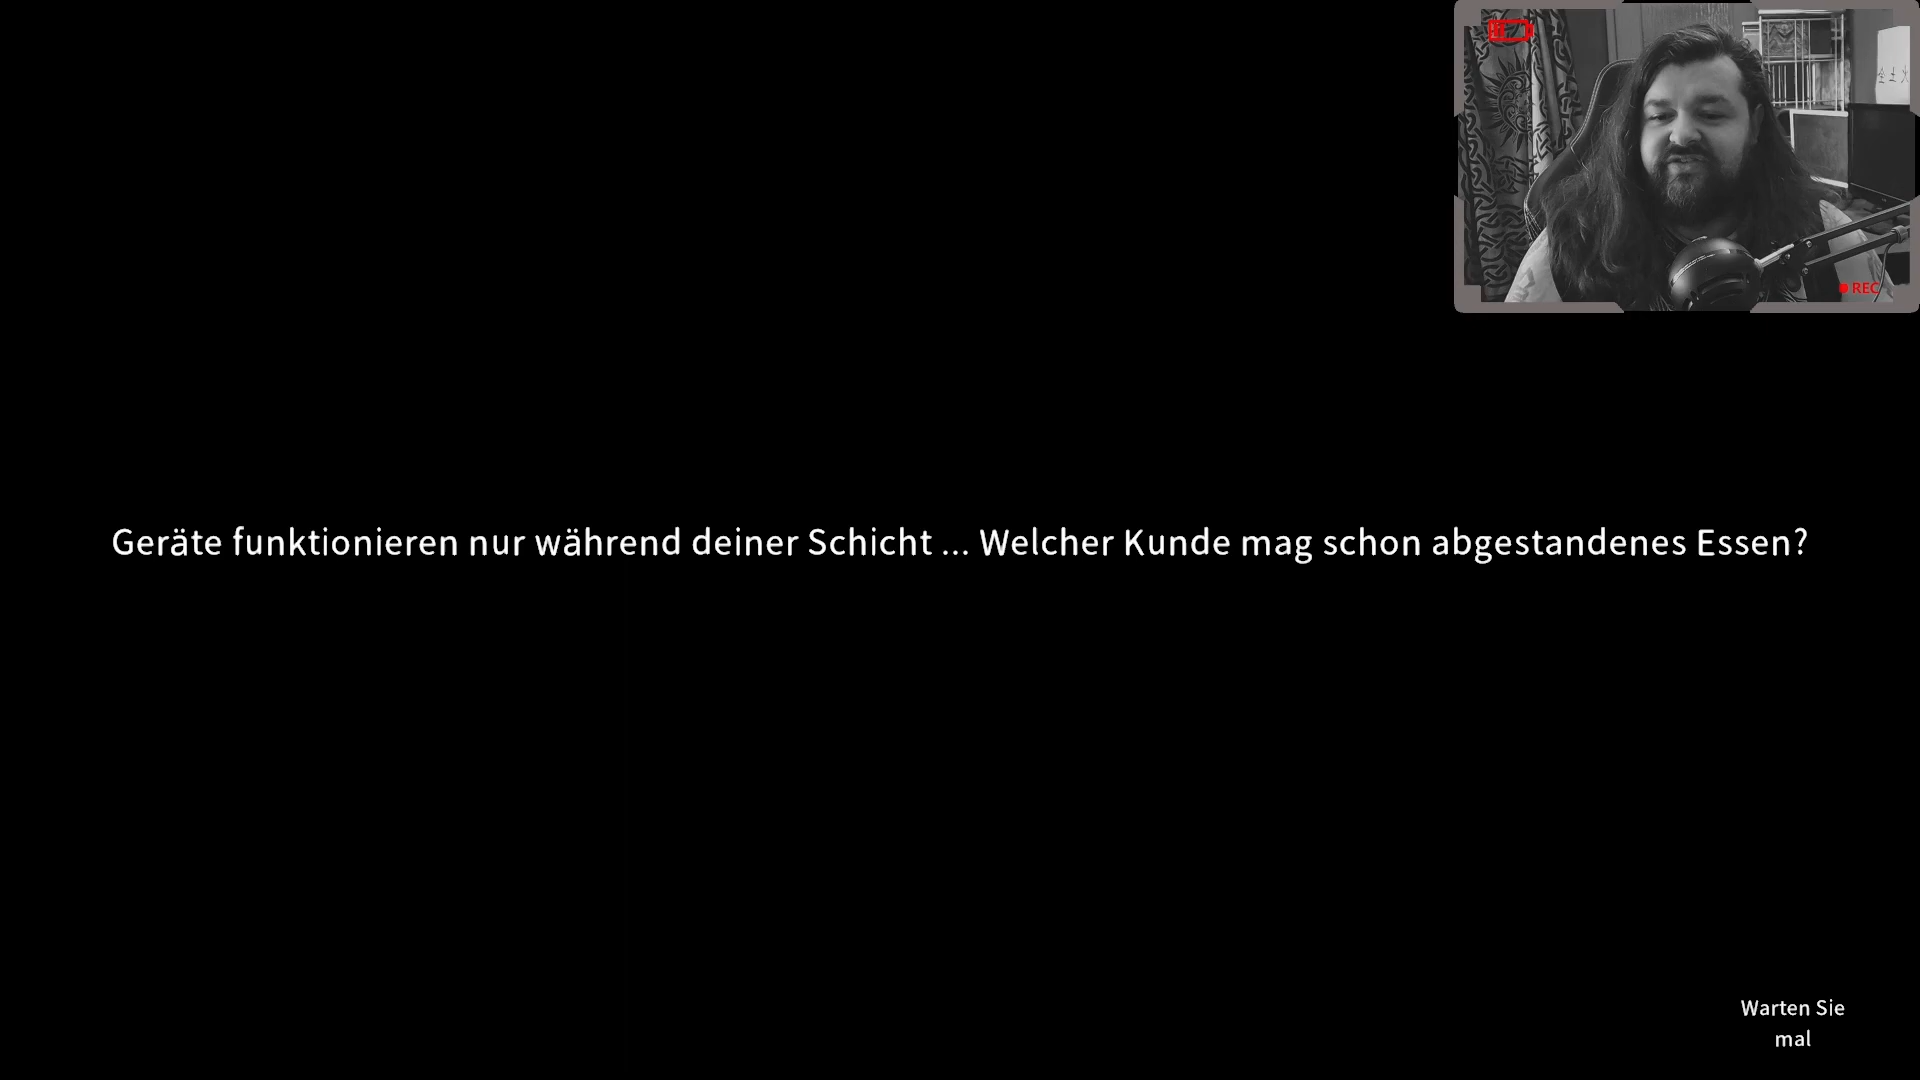 REC
Geräte funktionieren nur während deiner Schicht ... Welcher Kunde mag schon abgestandenes Essen?
Warten Sie
mal